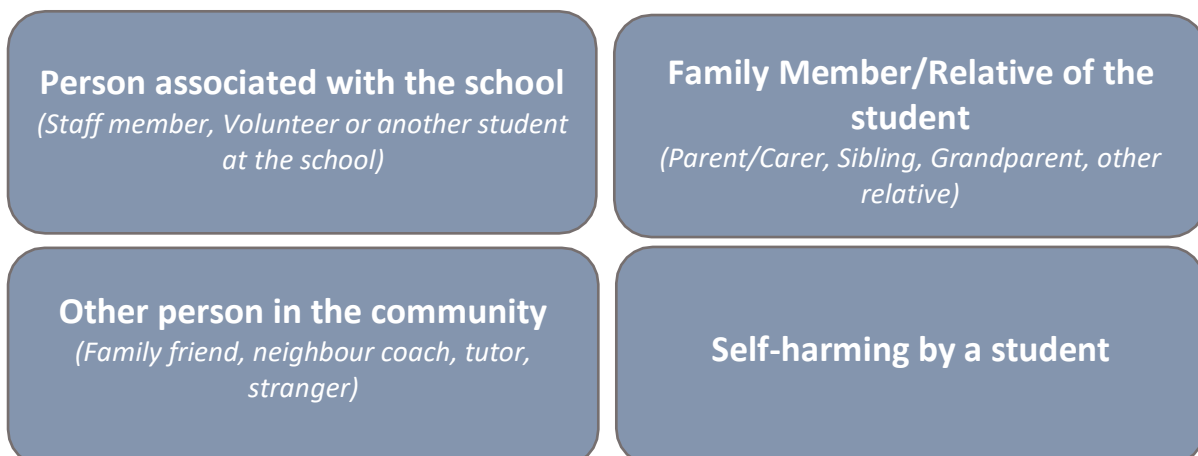 Person associated with the school
(Staff member, Volunteer or another student
at the school)
Family Member/Relative of the
student
(Parent/Carer, Sibling, Grandparent, other
relative)
Other person in the community
(Family friend, neighbour coach, tutor,
stranger)
Self-harming by a student